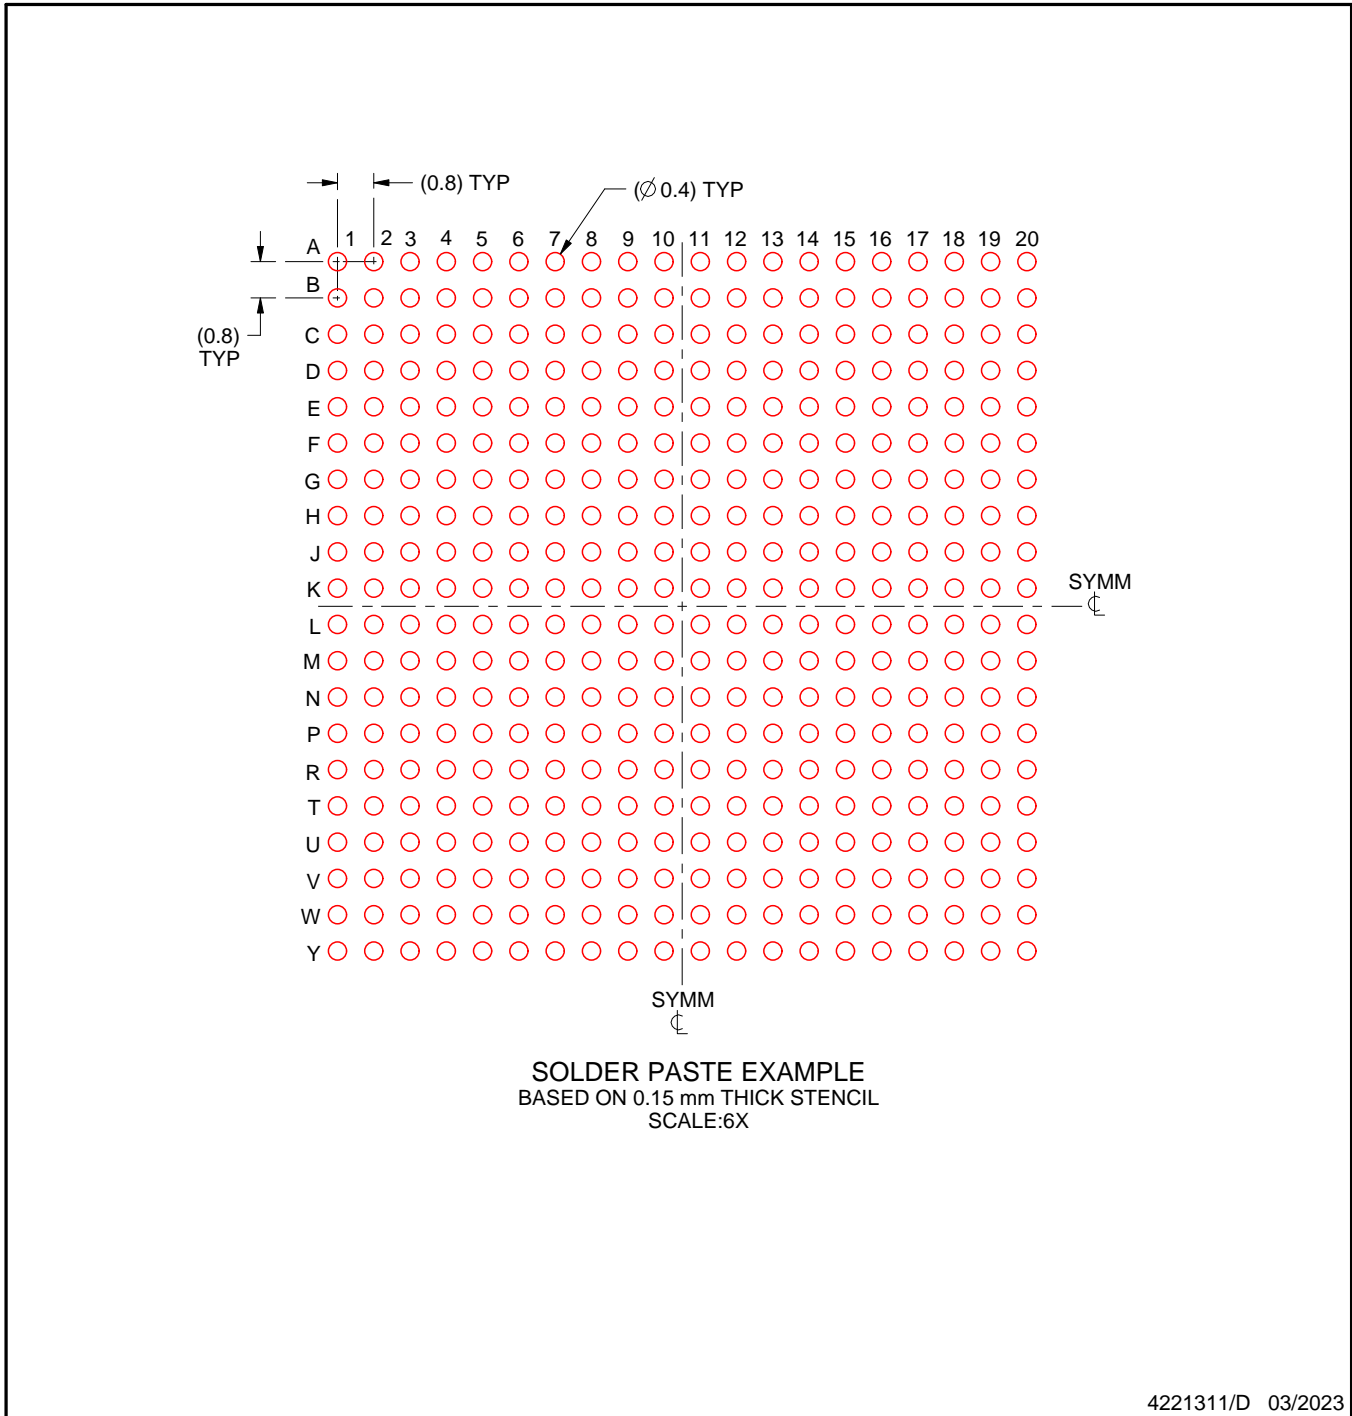 (0.8) TYP
(∅ 0.4) TYP
1 2 3 4 5 6 7 8 9 10 11 12 13 14 15 16 17 18 19 20
A
B
(0.8)
TYP
C
D
E
F
G
H
J
K
SYMM
℄
L
M
N
P
R
T
U
V
W
Y
SYMM
℄
SOLDER PASTE EXAMPLE
BASED ON 0.15 mm THICK STENCIL
SCALE:6X
4221311/D 03/2023